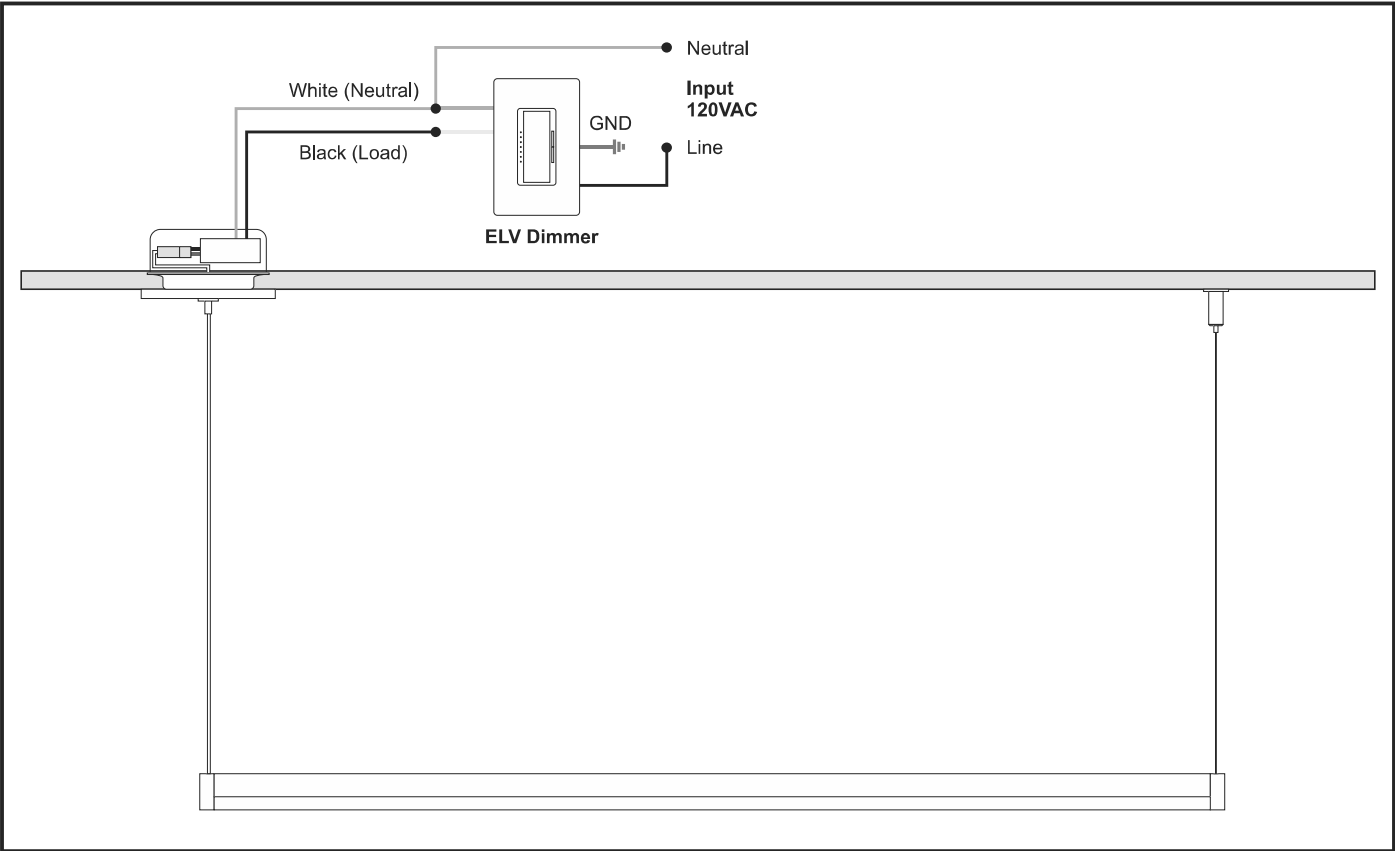 Neutral
White (Neutral)
Input
120VAC
GND
Black (Load)
Line
ELV Dimmer